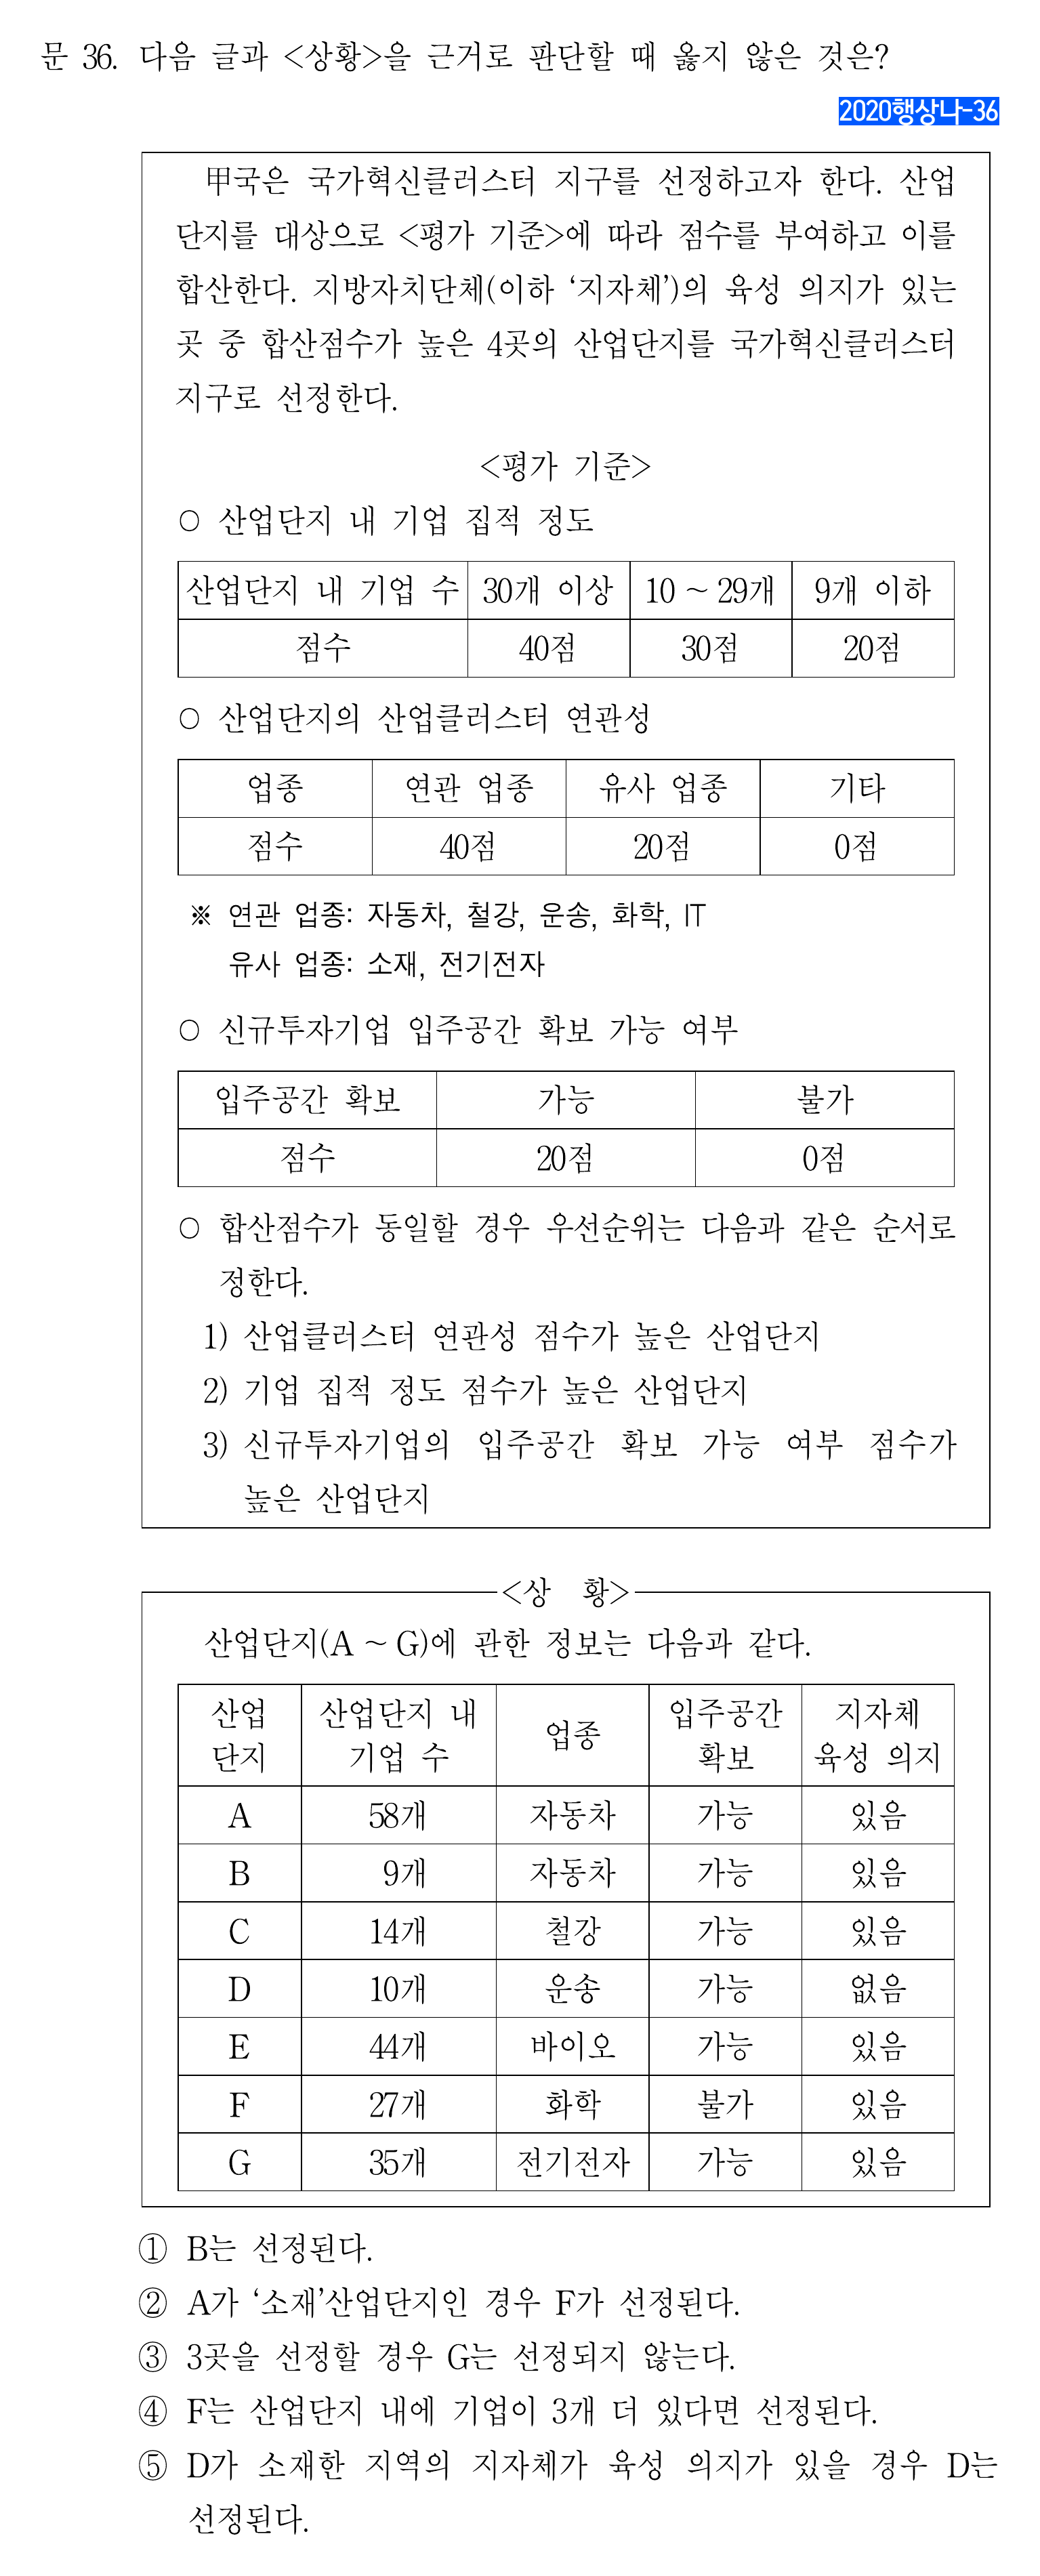 문 36. 다음 글과 <상황>을 근거로 판단할 때 옳지 않은 것은?
2020행상나-36
甲국은 국가혁신클러스터 지구를 선정하고자 한다. 산업
단지를 대상으로 <평가 기준>에 따라 점수를 부여하고 이를
합산한다. 지방자치단체(이하 ‘지자체’)의 육성 의지가 있는
곳 중 합산점수가 높은 4곳의 산업단지를 국가혁신클러스터
지구로 선정한다.
<평가 기준>
○ 산업단지 내 기업 집적 정도
산업단지 내 기업 수 30개 이상 10 ~ 29개 9개 이하
점수 40점 30점 20점
○ 산업단지의 산업클러스터 연관성
업종 연관 업종 유사 업종 기타
점수 40점 20점 0점
※ 연관 업종: 자동차, 철강, 운송, 화학, IT
유사 업종: 소재, 전기전자
○ 신규투자기업 입주공간 확보 가능 여부
입주공간 확보 가능 불가
점수 20점 0점
○ 합산점수가 동일할 경우 우선순위는 다음과 같은 순서로
정한다.
1) 산업클러스터 연관성 점수가 높은 산업단지
2) 기업 집적 정도 점수가 높은 산업단지
3) 신규투자기업의 입주공간 확보 가능 여부 점수가
높은 산업단지
<상 황>
산업단지(A ~ G)에 관한 정보는 다음과 같다.
산업 산업단지 내 업종 입주공간 지자체
단지 기업 수 확보 육성 의지
A 58개 자동차 가능 있음
B 9개 자동차 가능 있음
C 14개 철강 가능 있음
D 10개 운송 가능 없음
E 44개 바이오 가능 있음
F 27개 화학 불가 있음
G 35개 전기전자 가능 있음
① B는 선정된다.
② A가 ‘소재’산업단지인 경우 F가 선정된다.
③ 3곳을 선정할 경우 G는 선정되지 않는다.
④ F는 산업단지 내에 기업이 3개 더 있다면 선정된다.
⑤ D가 소재한 지역의 지자체가 육성 의지가 있을 경우 D는
선정된다.